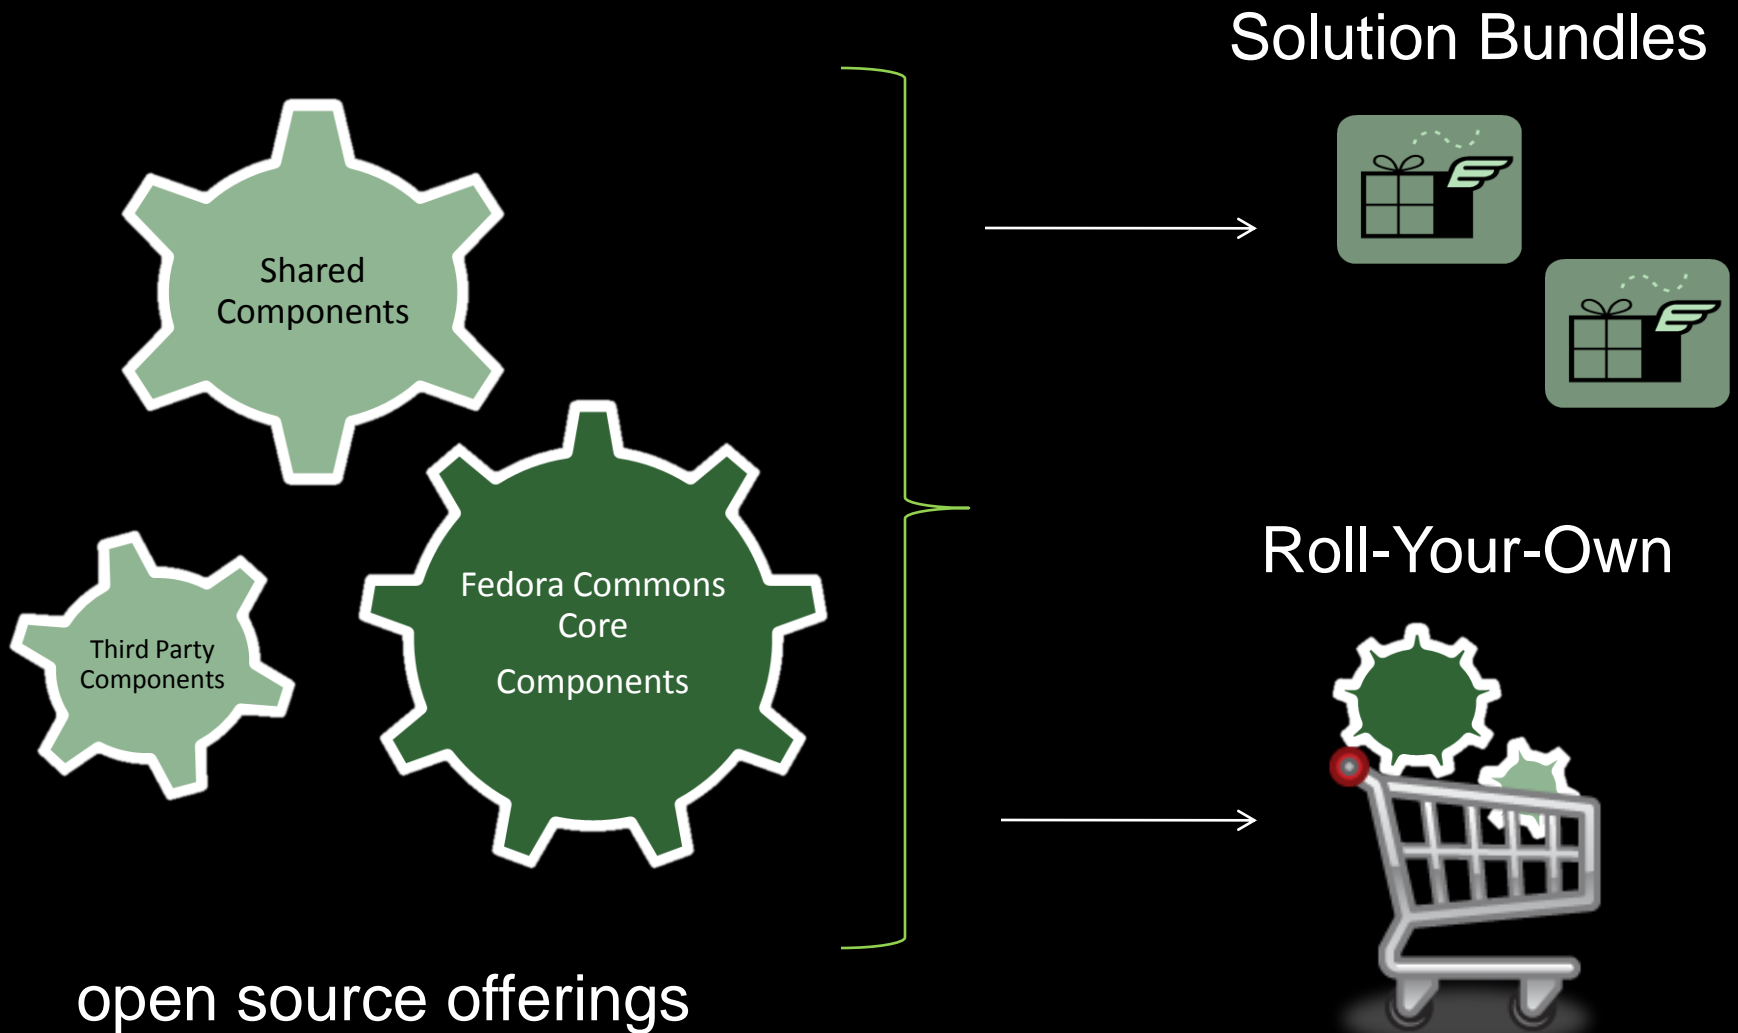 Solution Bundles
Shared
Components
Fedora Commons
Core
Components
Third Party
Components
Roll-Your-Own
open source offerings